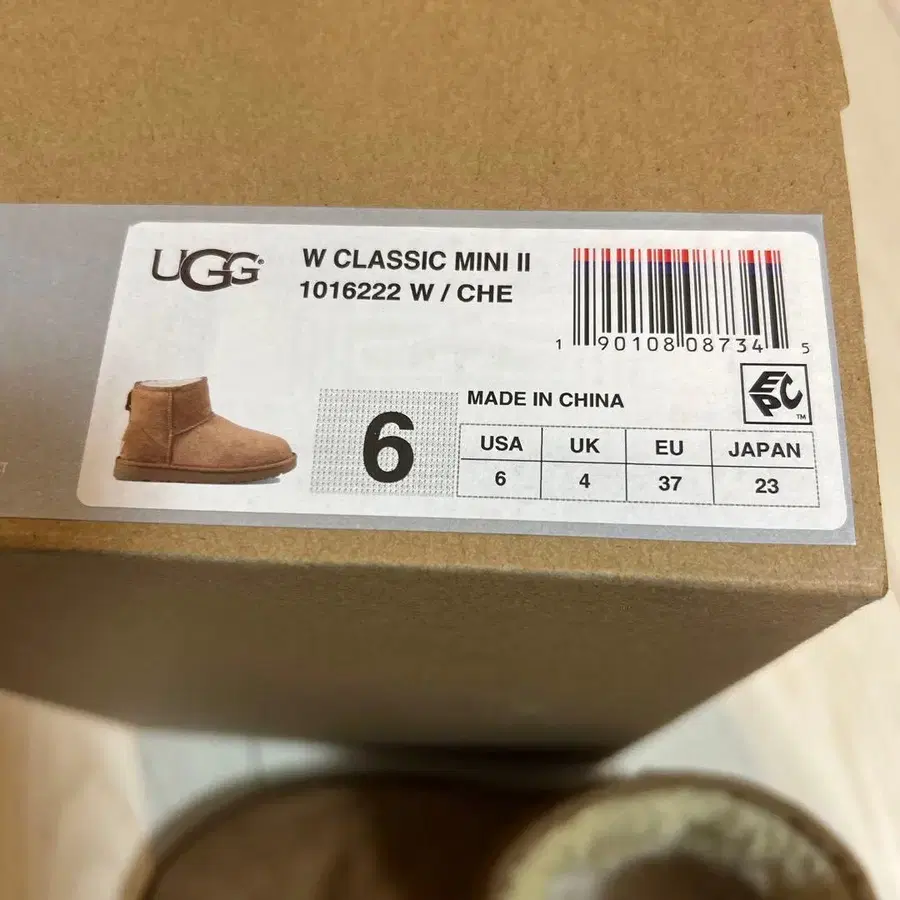 UGG®
W CLASSIC MINI II
1016222 W / CHE
1 90108 08734 5
EPC™
MADE IN CHINA
6
USA UK EU JAPAN
6 4 37 23